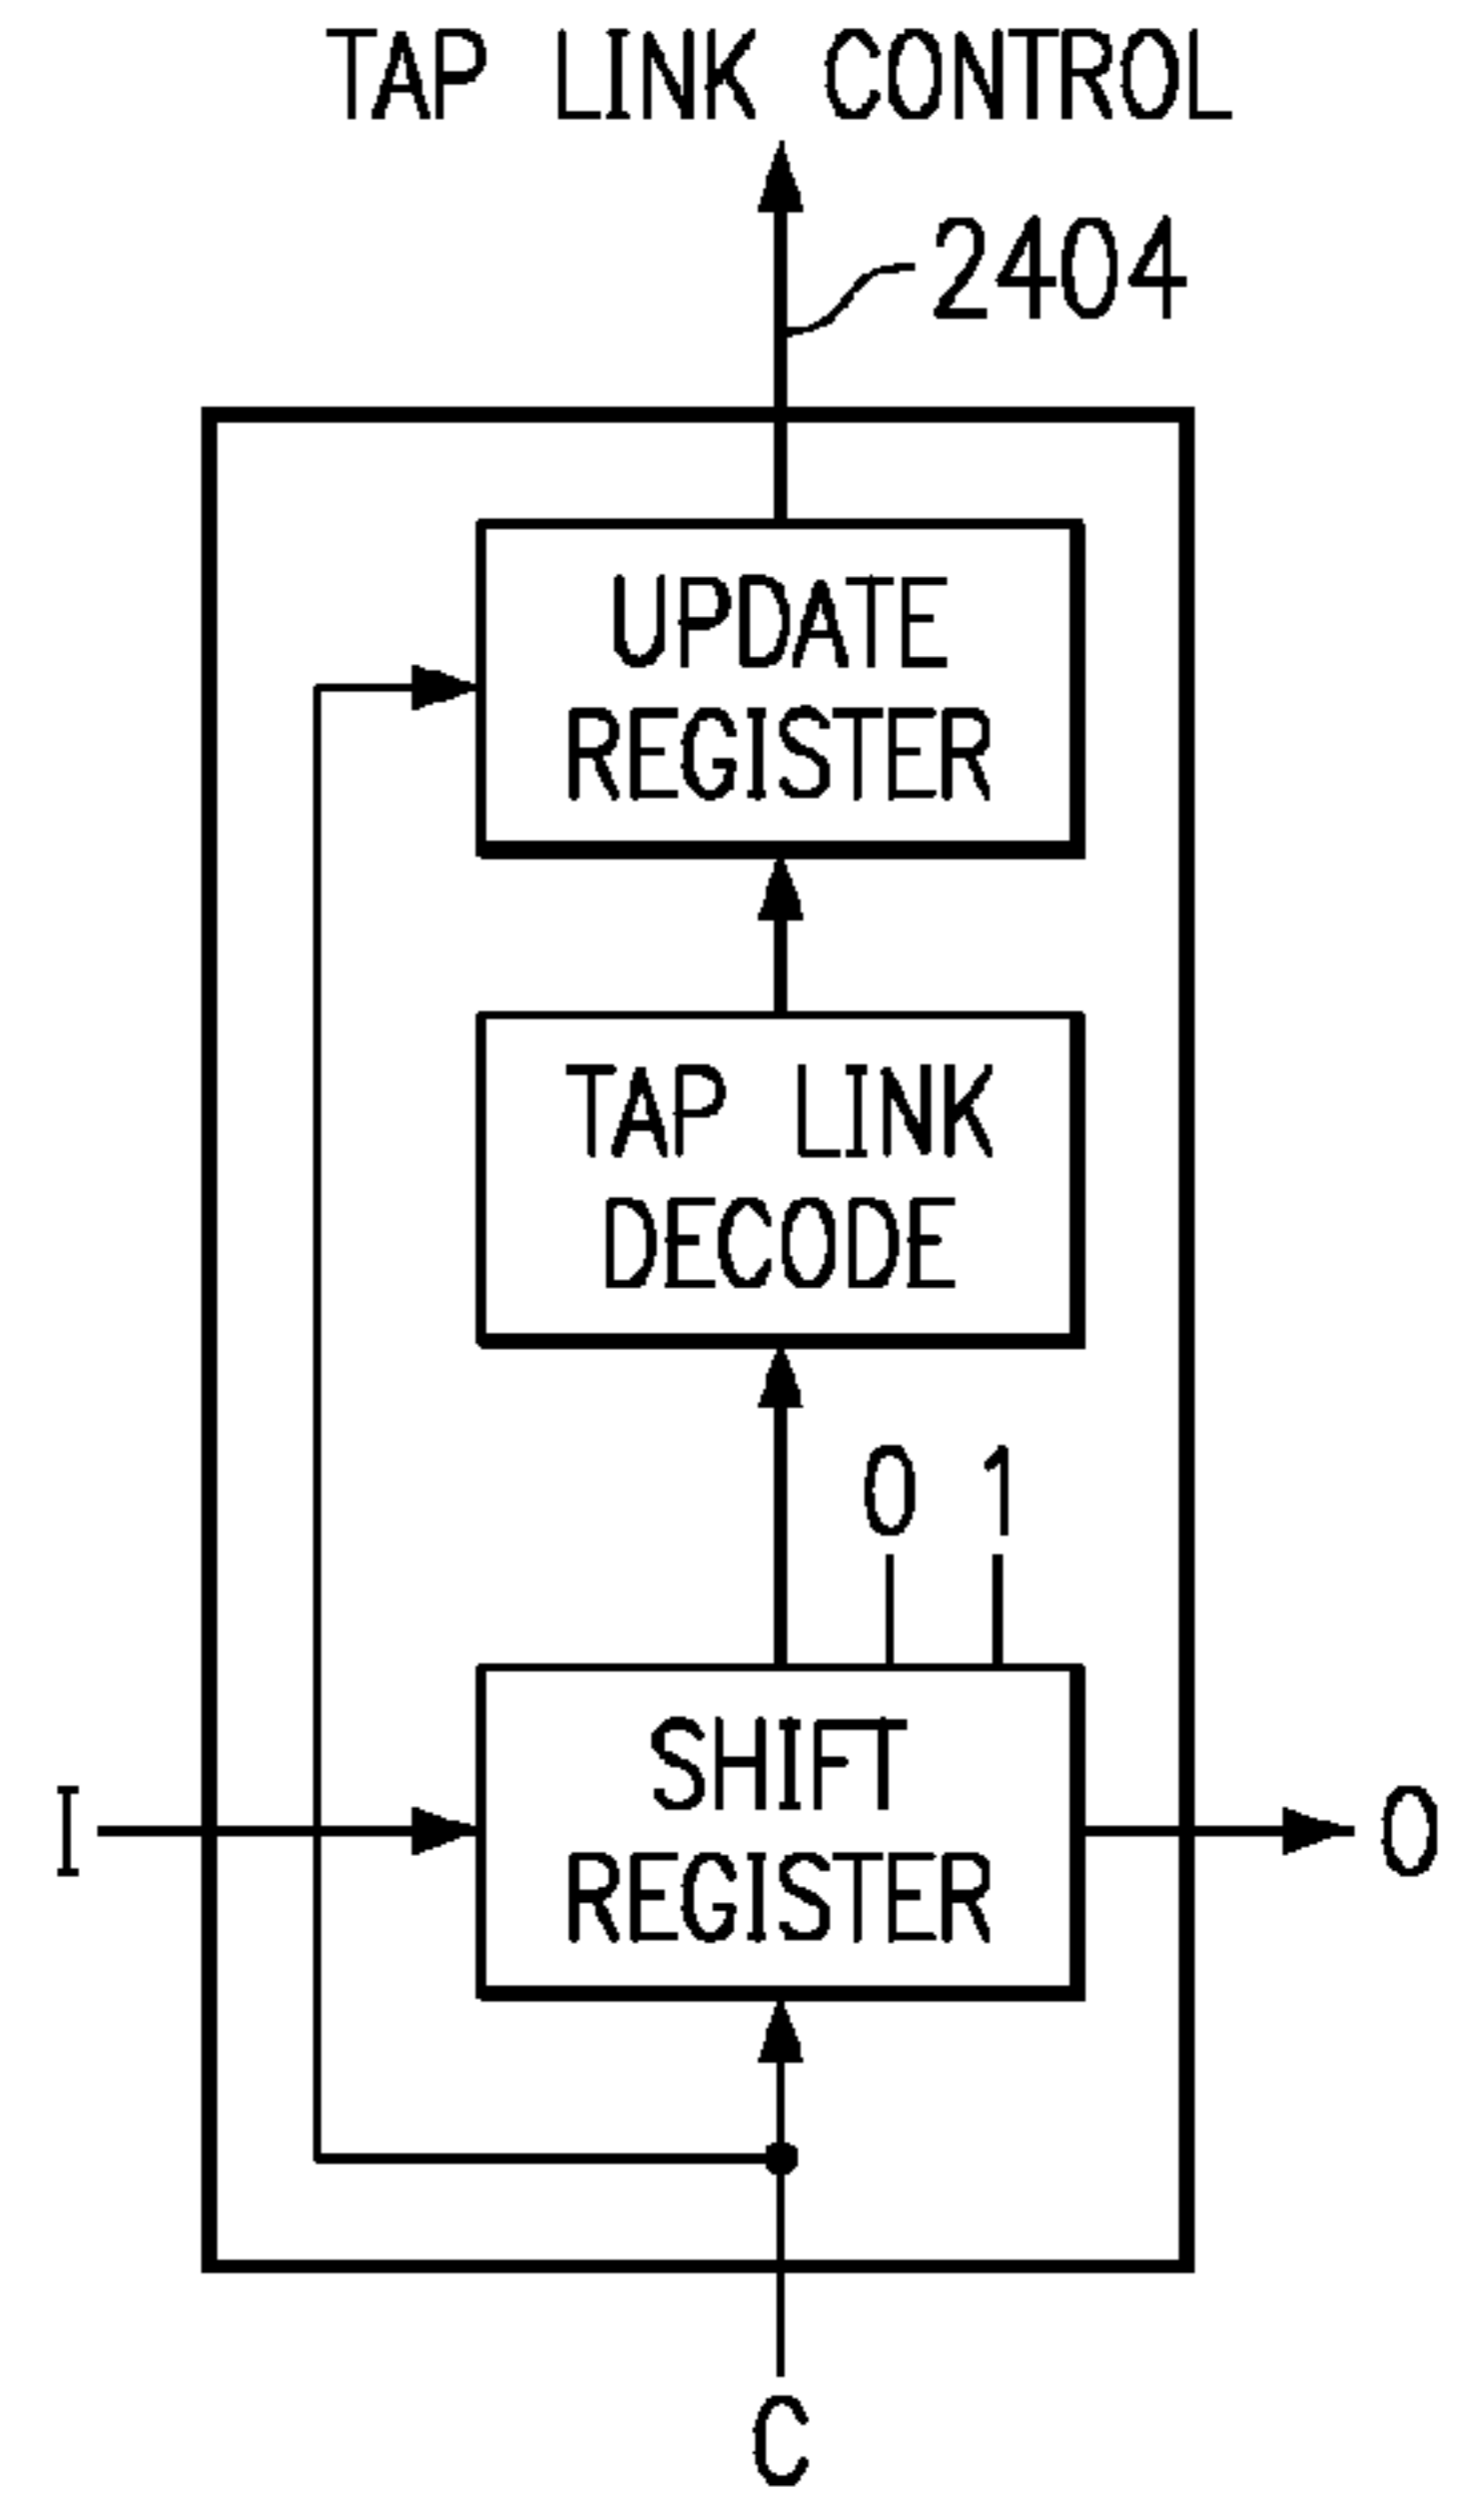 TAP LINK CONTROL
2404
UPDATE
REGISTER
TAP LINK
DECODE
0 1
SHIFT
REGISTER
I
O
C